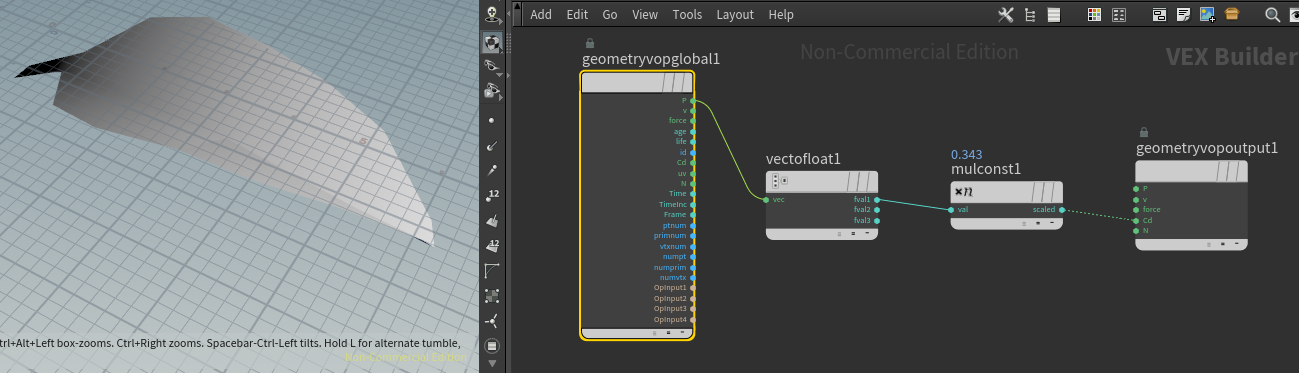 Add Edit Go View Tools Layout Help
Non-Commercial Edition
VEX Builder
geometryvopglobal1
P
v
force
age
life
id
Cd
uv
N
Time
TimeInc
Frame
ptnum
primnum
vtxnum
numpt
numprim
numvtx
OpInput1
OpInput2
OpInput3
OpInput4
vectofloat1
vec
fval1
fval2
fval3
0.343
mulconst1
×n
val scaled
geometryvopoutput1
P
v
force
Cd
N
12
12
trl+Alt+Left box-zooms. Ctrl+Right zooms. Spacebar-Ctrl-Left tilts. Hold L for alternate tumble,
Non-Commercial Edition